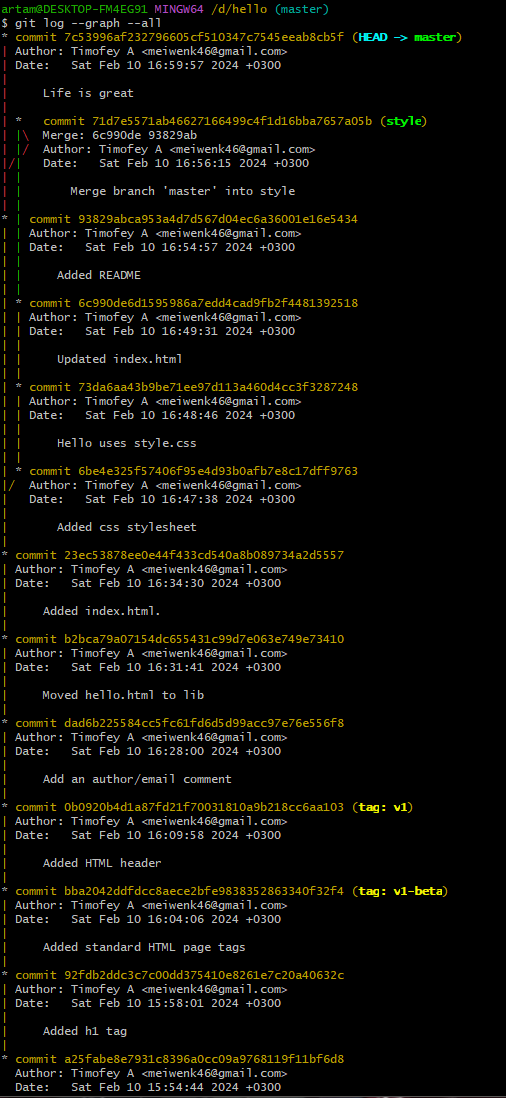 artam@DESKTOP-FM4EG91 MINGW64 /d/hello (master)
$ git log --graph --all
* commit 7c53996af232796605cf510347c7545eeab8cb5f (HEAD -> master)
| Author: Timofey A <meiwenk46@gmail.com>
| Date:   Sat Feb 10 16:59:57 2024 +0300
|
|     Life is great
|
| *   commit 71d7e5571ab46627166499c4f1d16bba7657a05b (style)
| |\  Merge: 6c990de 93829ab
| |/  Author: Timofey A <meiwenk46@gmail.com>
|/|   Date:   Sat Feb 10 16:56:15 2024 +0300
| |
| |       Merge branch 'master' into style
| |
* | commit 93829abca953a4d7d567d04ec6a36001e16e5434
| | Author: Timofey A <meiwenk46@gmail.com>
| | Date:   Sat Feb 10 16:54:57 2024 +0300
| |
| |     Added README
| |
| * commit 6c990de6d1595986a7edd4cad9fb2f4481392518
| | Author: Timofey A <meiwenk46@gmail.com>
| | Date:   Sat Feb 10 16:49:31 2024 +0300
| |
| |     Updated index.html
| |
| * commit 73da6aa43b9be71ee97d113a460d4cc3f3287248
| | Author: Timofey A <meiwenk46@gmail.com>
| | Date:   Sat Feb 10 16:48:46 2024 +0300
| |
| |     Hello uses style.css
| |
| * commit 6be4e325f57406f95e4d93b0afb7e8c17dff9763
|/  Author: Timofey A <meiwenk46@gmail.com>
|   Date:   Sat Feb 10 16:47:38 2024 +0300
|
|       Added css stylesheet
|
* commit 23ec53878ee0e44f433cd540a8b089734a2d5557
| Author: Timofey A <meiwenk46@gmail.com>
| Date:   Sat Feb 10 16:34:30 2024 +0300
|
|     Added index.html.
|
* commit b2bca79a07154dc655431c99d7e063e749e73410
| Author: Timofey A <meiwenk46@gmail.com>
| Date:   Sat Feb 10 16:31:41 2024 +0300
|
|     Moved hello.html to lib
|
* commit dad6b225584cc5fc61fd6d5d99acc97e76e556f8
| Author: Timofey A <meiwenk46@gmail.com>
| Date:   Sat Feb 10 16:28:00 2024 +0300
|
|     Add an author/email comment
|
* commit 0b0920b4d1a87fd21f70031810a9b218cc6aa103 (tag: v1)
| Author: Timofey A <meiwenk46@gmail.com>
| Date:   Sat Feb 10 16:09:58 2024 +0300
|
|     Added HTML header
|
* commit bba2042ddfdcc8aece2bfe9838352863340f32f4 (tag: v1-beta)
| Author: Timofey A <meiwenk46@gmail.com>
| Date:   Sat Feb 10 16:04:06 2024 +0300
|
|     Added standard HTML page tags
|
* commit 92fdb2ddc3c7c00dd375410e8261e7c20a40632c
| Author: Timofey A <meiwenk46@gmail.com>
| Date:   Sat Feb 10 15:58:01 2024 +0300
|
|     Added h1 tag
|
* commit a25fabe8e7931c8396a0cc09a9768119f11bf6d8
  Author: Timofey A <meiwenk46@gmail.com>
  Date:   Sat Feb 10 15:54:44 2024 +0300